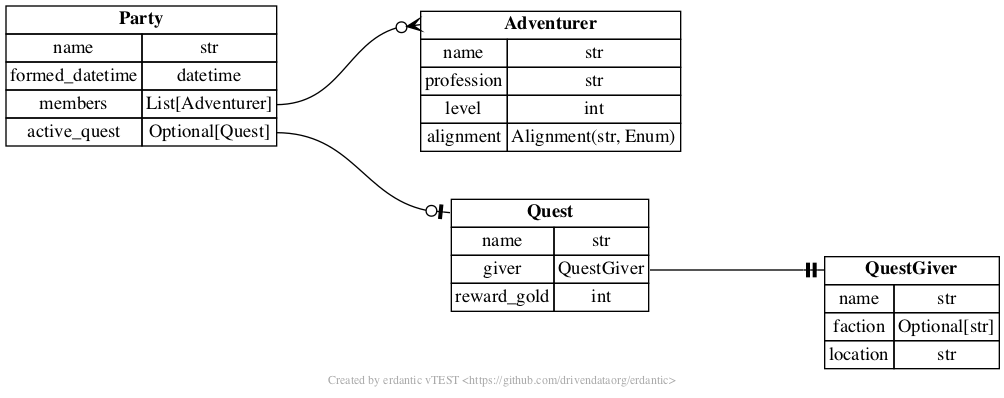 Party
name str
formed_datetime datetime
members List[Adventurer]
active_quest Optional[Quest]
Adventurer
name str
profession str
level int
alignment Alignment(str, Enum)
Quest
name str
giver QuestGiver
reward_gold int
QuestGiver
name str
faction Optional[str]
location str
Created by erdantic vTEST <https://github.com/drivendataorg/erdantic>